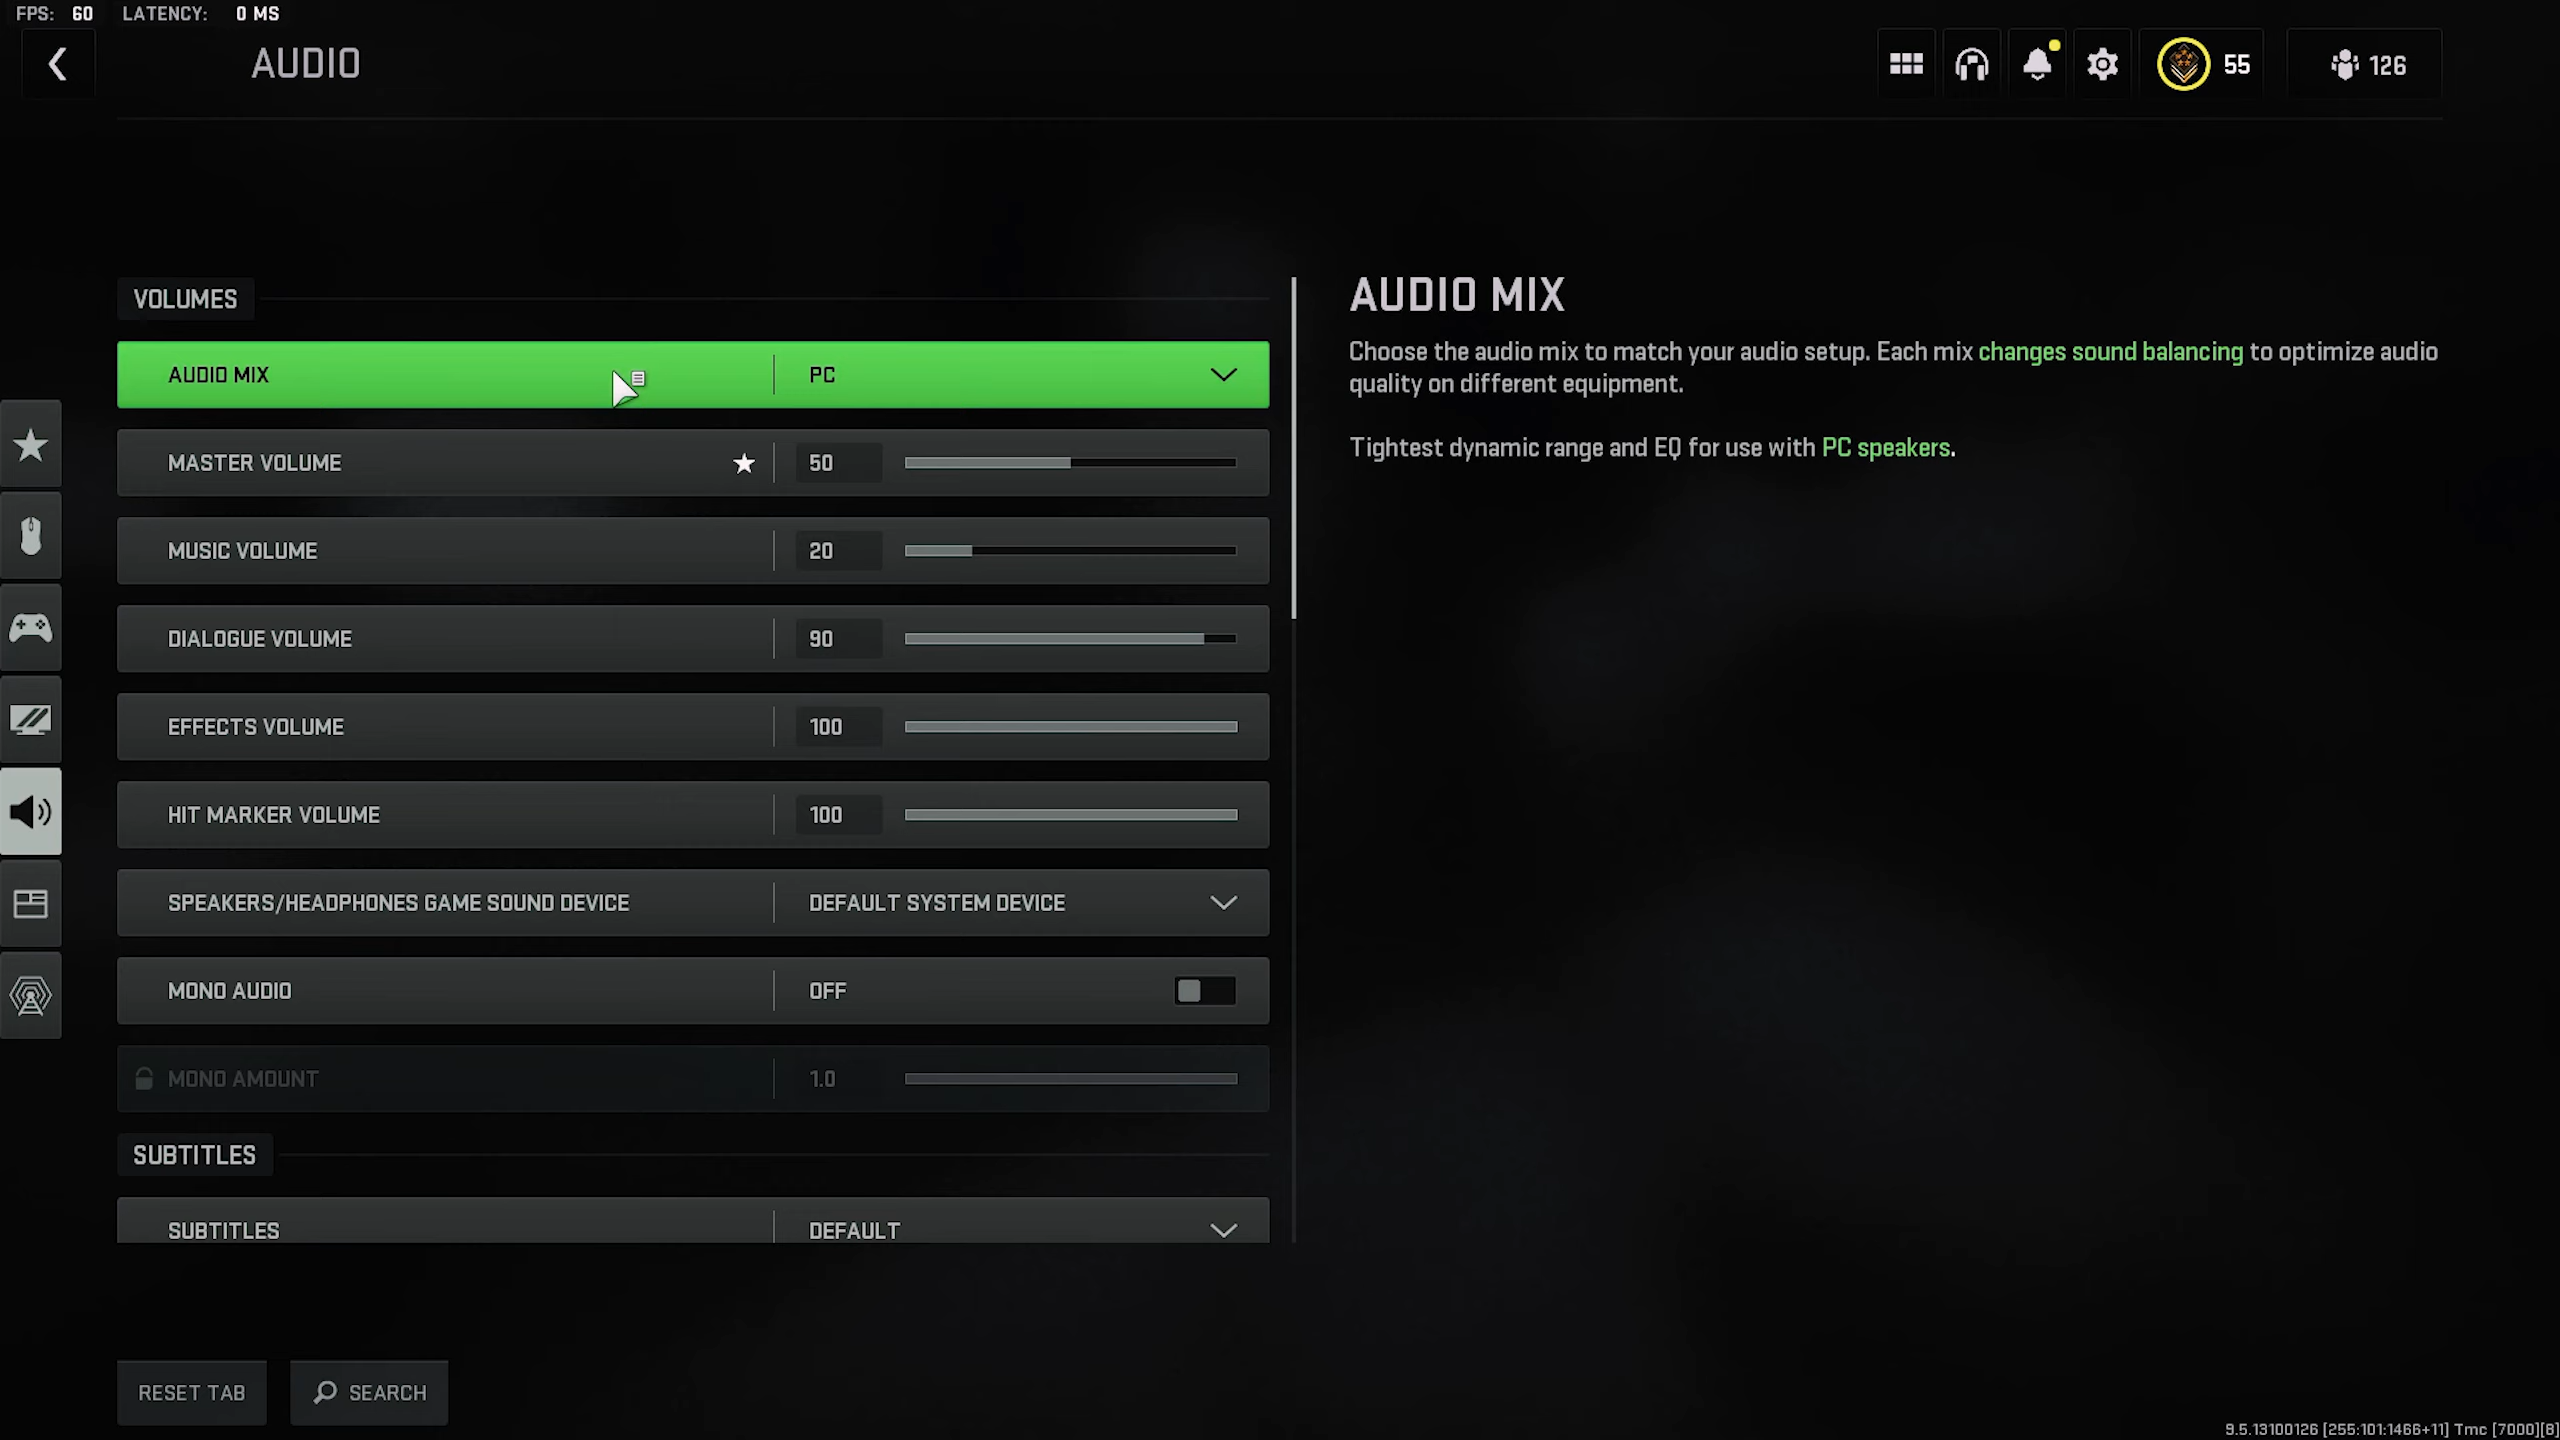 FPS: 60 LATENCY: 0 MS
AUDIO
55
126
VOLUMES
AUDIO MIX PC
MASTER VOLUME 50
MUSIC VOLUME 20
DIALOGUE VOLUME 90
EFFECTS VOLUME 100
HIT MARKER VOLUME 100
SPEAKERS/HEADPHONES GAME SOUND DEVICE DEFAULT SYSTEM DEVICE
MONO AUDIO OFF
MONO AMOUNT 1.0
SUBTITLES
SUBTITLES DEFAULT
AUDIO MIX
Choose the audio mix to match your audio setup. Each mix changes sound balancing to optimize audio
quality on different equipment.
Tightest dynamic range and EQ for use with PC speakers.
RESET TAB SEARCH
9.5.13100126 [255:101:1466+11] Tmc [7000][8]